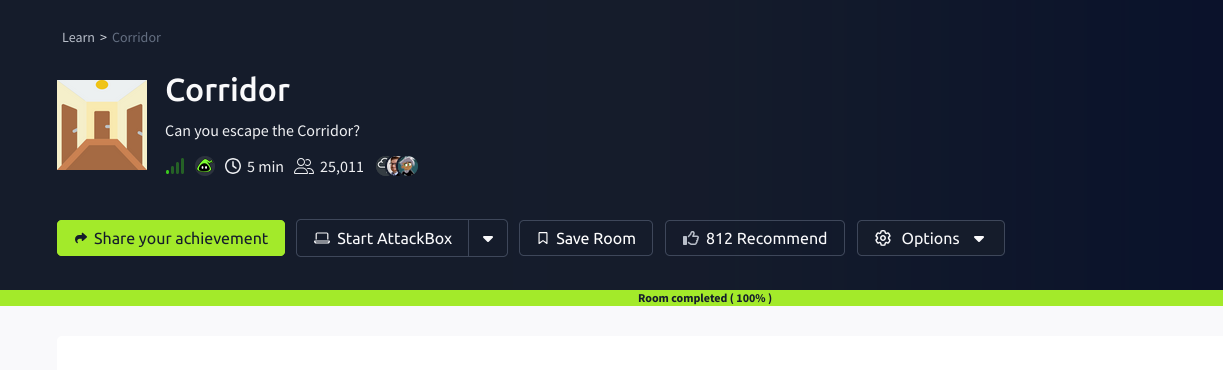 Learn > Corridor
Corridor
Can you escape the Corridor?
5 min 25,011
Share your achievement Start AttackBox Save Room 812 Recommend Options
Room completed ( 100% )